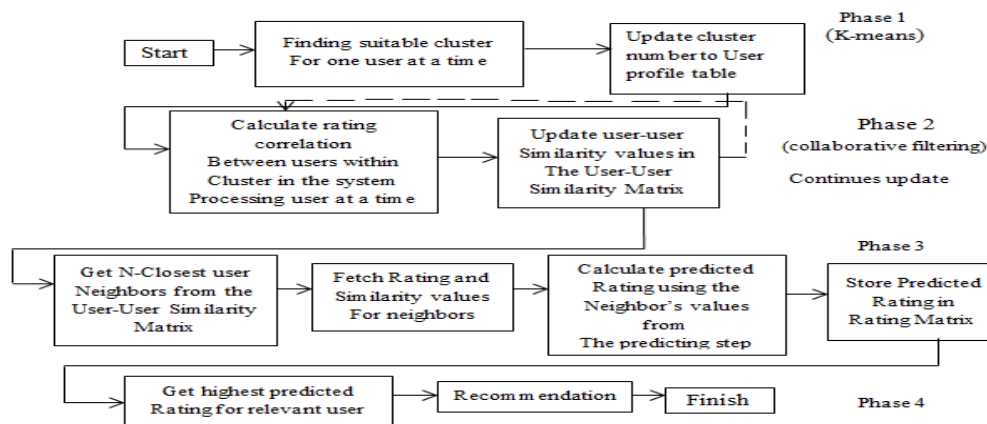 Start
Finding suitable cluster
For one user at a time
Update cluster
number to User
profile table
Phase 1
(K-means)
Calculate rating
correlation
Between users within
Cluster in the system
Processing user at a time
Update user-user
Similarity values in
The User-User
Similarity Matrix
Phase 2
(collaborative filtering)
Continues update
Get N-Closest user
Neighbors from the
User-User Similarity
Matrix
Fetch Rating and
Similarity values
For neighbors
Calculate predicted
Rating using the
Neighbor's values
from
The predicting step
Store Predicted
Rating in
Rating Matrix
Phase 3
Get highest predicted
Rating for relevant user
Recommendation
Finish
Phase 4